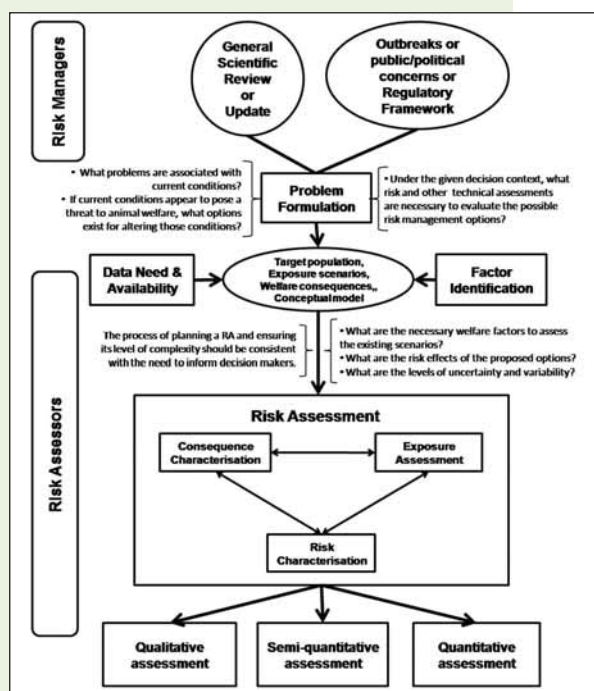 Risk Managers
General
Scientific
Review
or
Update
Outbreaks or
public/political
concerns or
Regulatory
Framework
• What problems are associated with
current conditions?
• If current conditions appear to pose a
threat to animal welfare, what options
exist for altering those conditions?
Problem
Formulation
• Under the given decision context, what
risk and other technical assessments
are necessary to evaluate the possible
risk management options?
Risk Assessors
Data Need &
Availability
Target population,
Exposure scenarios,
Welfare consequences,,
Conceptual model
Factor
Identification
The process of planning a RA and ensuring
its level of complexity should be consistent
with the need to inform decision makers.
• What are the necessary welfare factors to assess
the existing scenarios?
• What are the risk effects of the proposed options?
• What are the levels of uncertainty and variability?
Risk Assessment
Consequence
Characterisation
Exposure
Assessment
Risk
Characterisation
Qualitative
assessment
Semi-quantitative
assessment
Quantitative
assessment